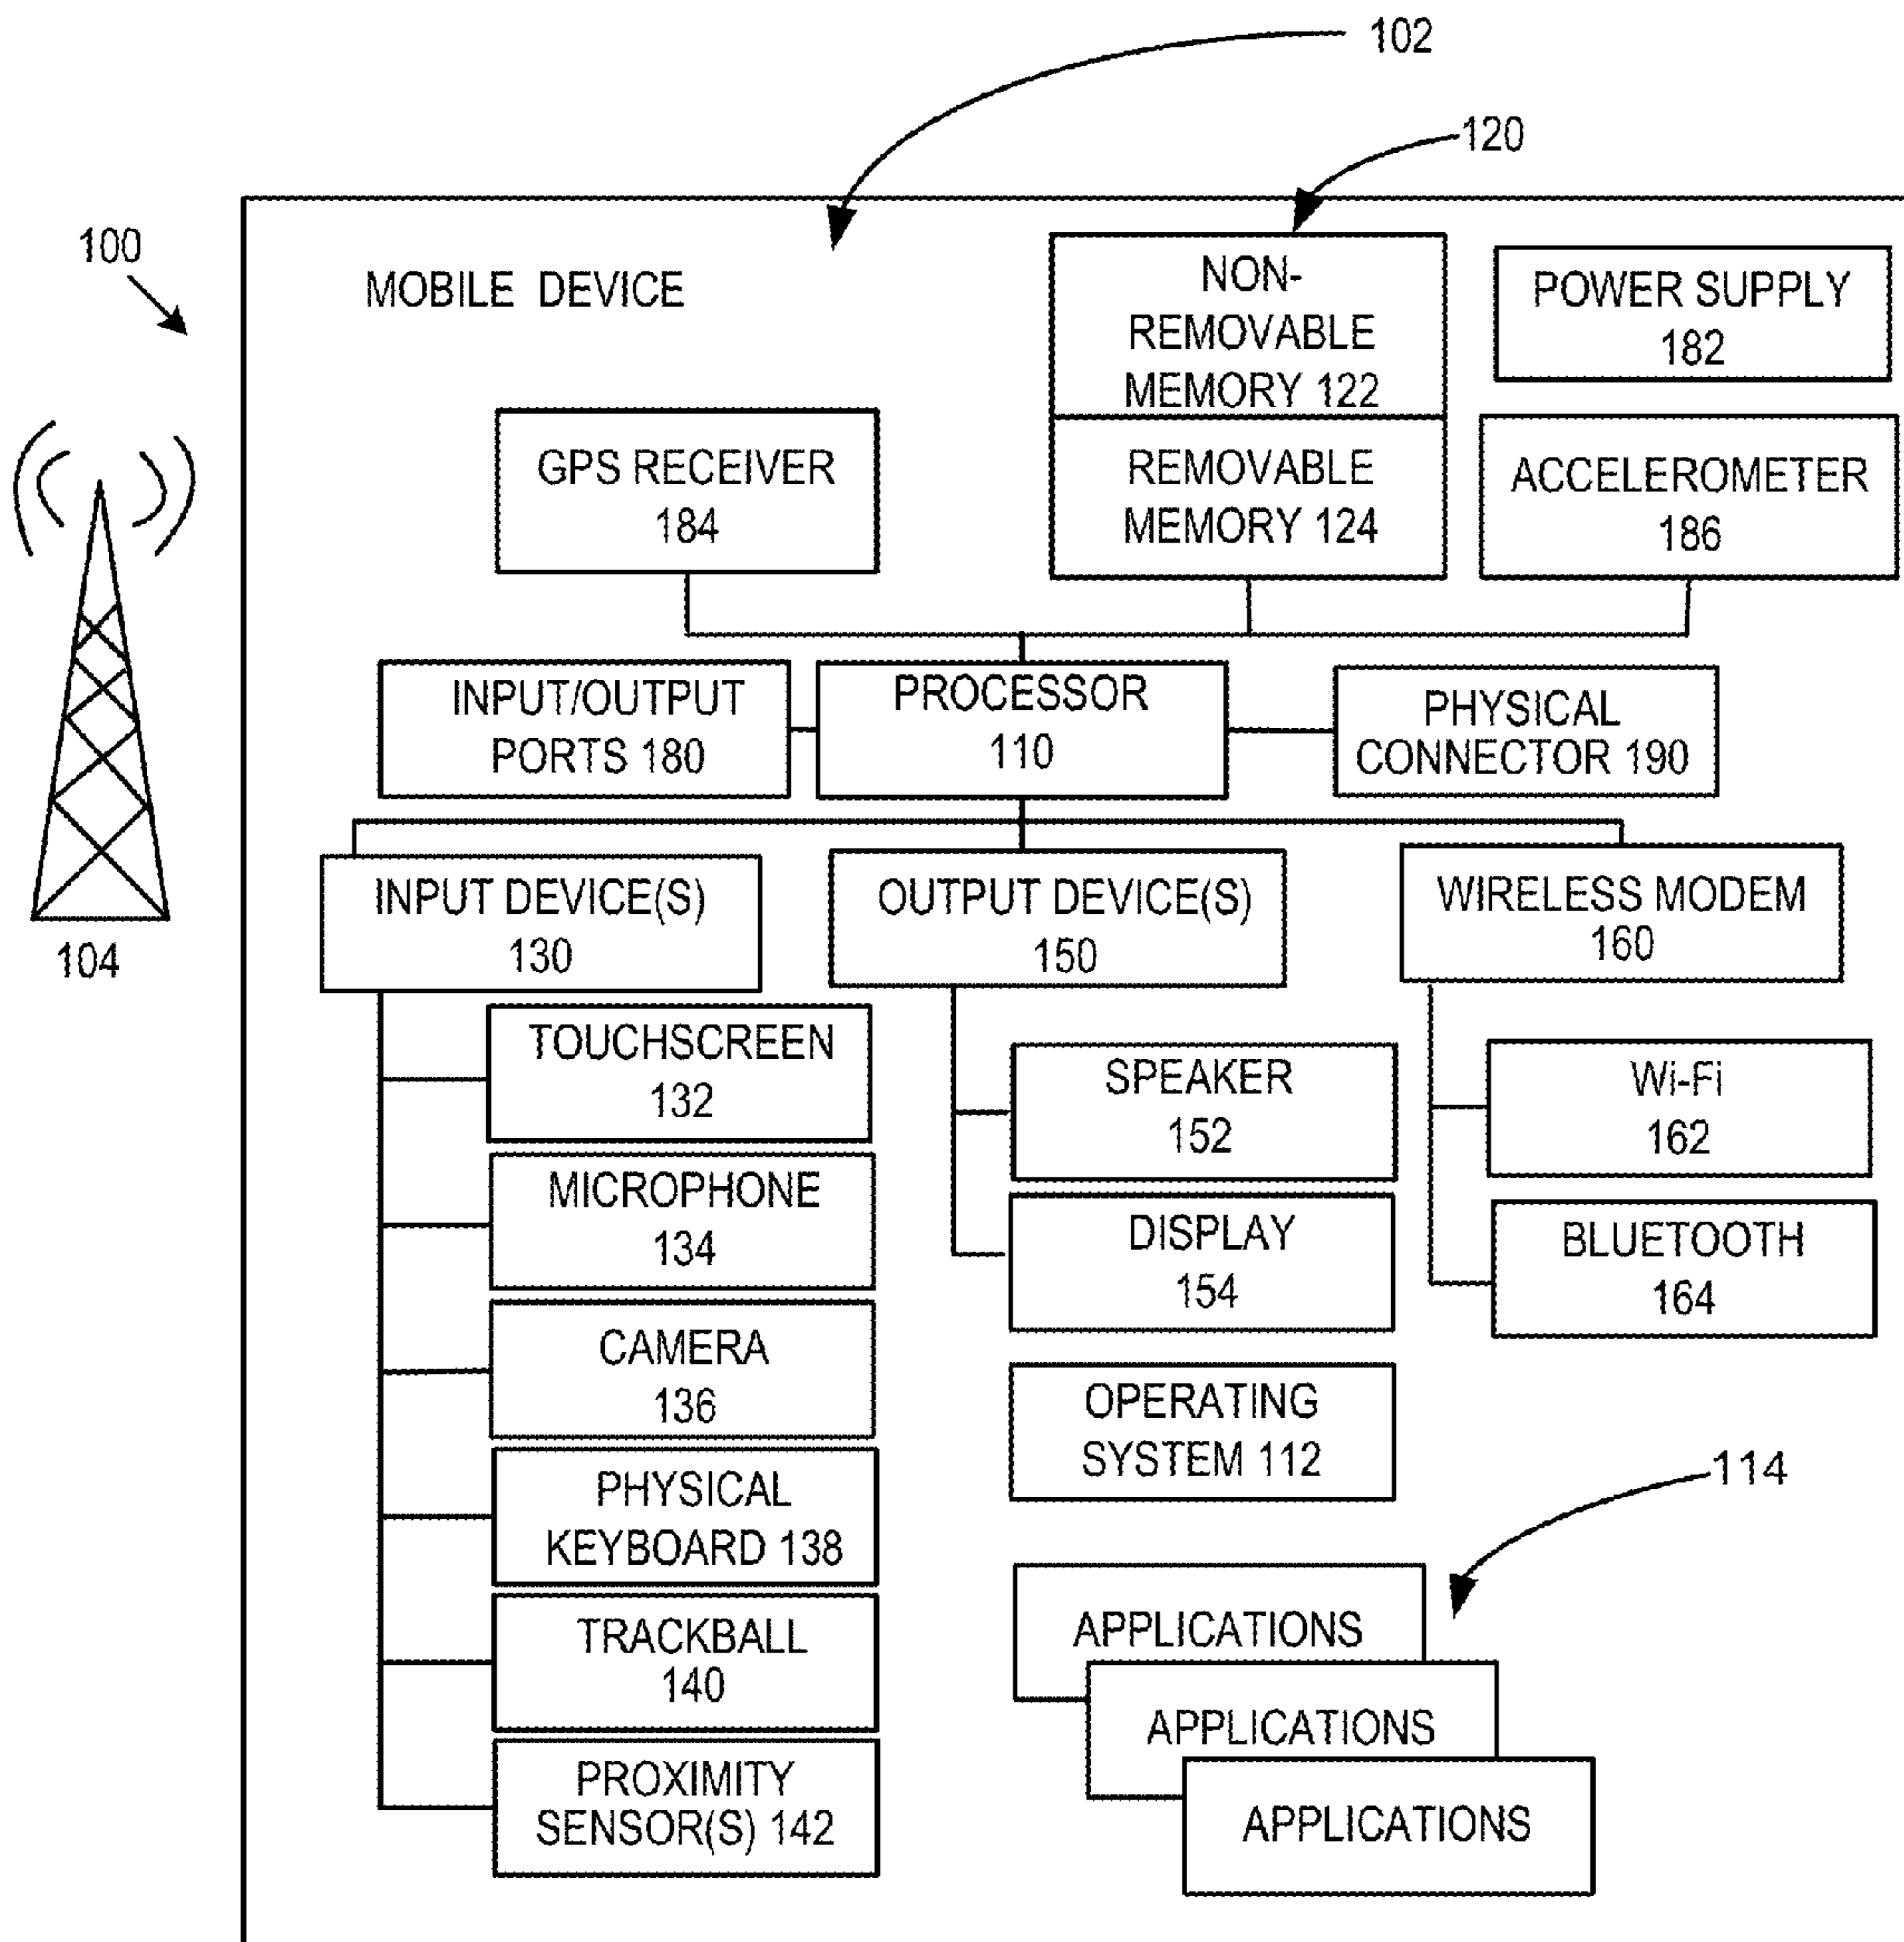 102
120
100
MOBILE DEVICE
NON-
REMOVABLE
MEMORY 122
POWER SUPPLY
182
GPS RECEIVER
184
REMOVABLE
MEMORY 124
ACCELEROMETER
186
INPUT/OUTPUT
PORTS 180
PROCESSOR
110
PHYSICAL
CONNECTOR 190
104
INPUT DEVICE(S)
130
OUTPUT DEVICE(S)
150
WIRELESS MODEM
160
TOUCHSCREEN
132
MICROPHONE
134
CAMERA
136
PHYSICAL
KEYBOARD 138
TRACKBALL
140
PROXIMITY
SENSOR(S) 142
SPEAKER
152
DISPLAY
154
Wi-Fi
162
BLUETOOTH
164
OPERATING
SYSTEM 112
114
APPLICATIONS
APPLICATIONS
APPLICATIONS